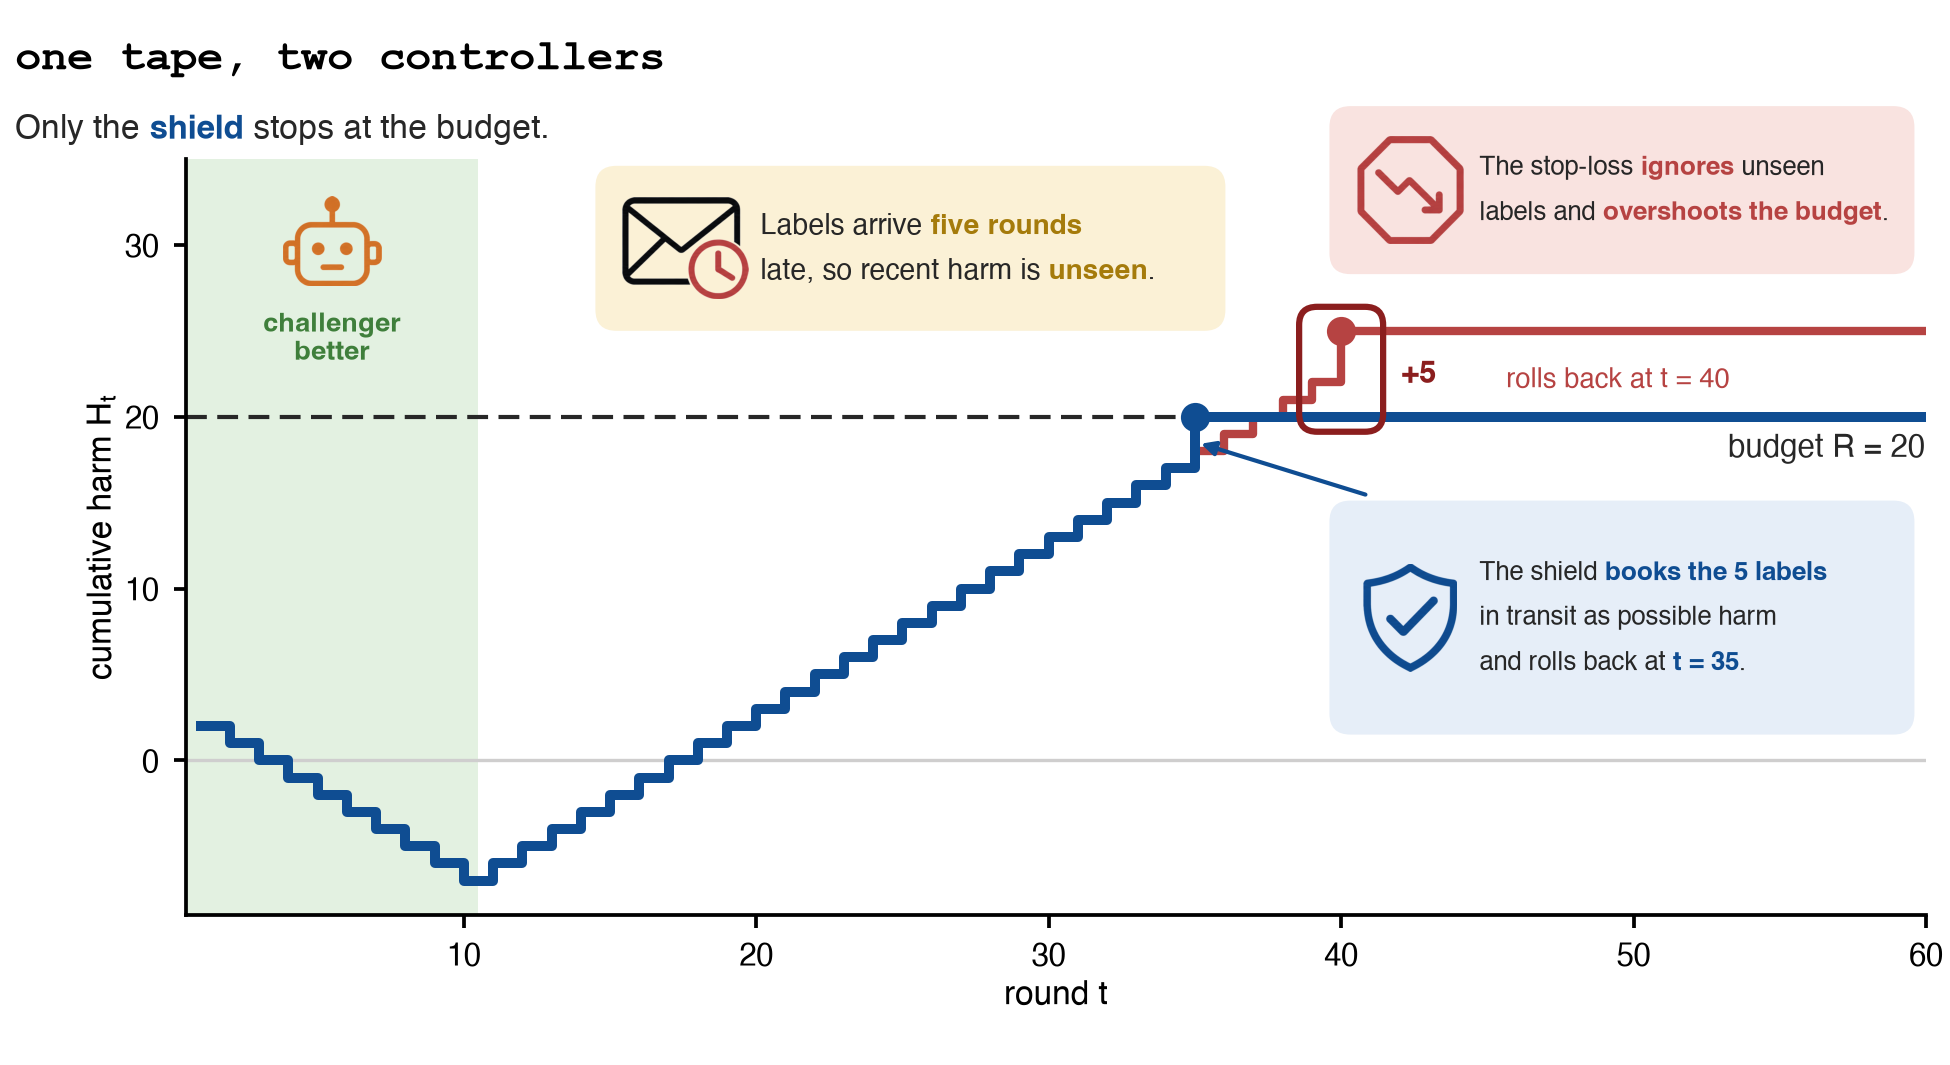 one tape, two controllers
Only the shield stops at the budget.
The stop-loss ignores unseen
labels and overshoots the budget.
Labels arrive five rounds
late, so recent harm is unseen.
challenger
better
30
20
10
0
cumulative harm Ht
+5
rolls back at t = 40
budget R = 20
The shield books the 5 labels
in transit as possible harm
and rolls back at t = 35.
10
20
30
40
50
60
round t